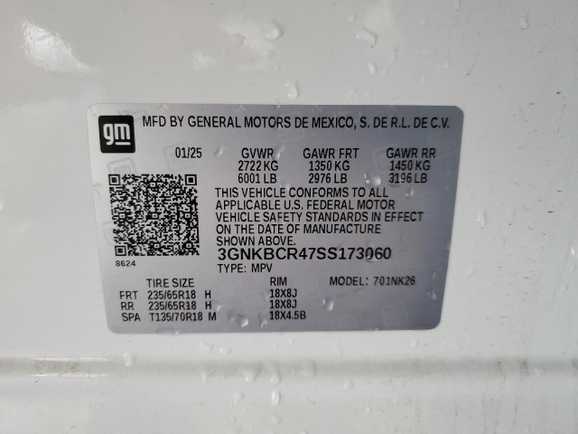 gm
MFD BY GENERAL MOTORS DE MEXICO, S. DE R.L. DE C.V.
01/25 GVWR GAWR FRT GAWR RR
2722 KG 1350 KG 1450 KG
6001 LB 2976 LB 3196 LB
THIS VEHICLE CONFORMS TO ALL
APPLICABLE U.S. FEDERAL MOTOR
VEHICLE SAFETY STANDARDS IN EFFECT
ON THE DATE OF MANUFACTURE
SHOWN ABOVE.
8624
3GNKBCR47SS173060
TYPE: MPV
TIRE SIZE RIM MODEL: 701NK26
FRT 235/65R18 H 18X8J
RR 235/65R18 H 18X8J
SPA T135/70R18 M 18X4.5B